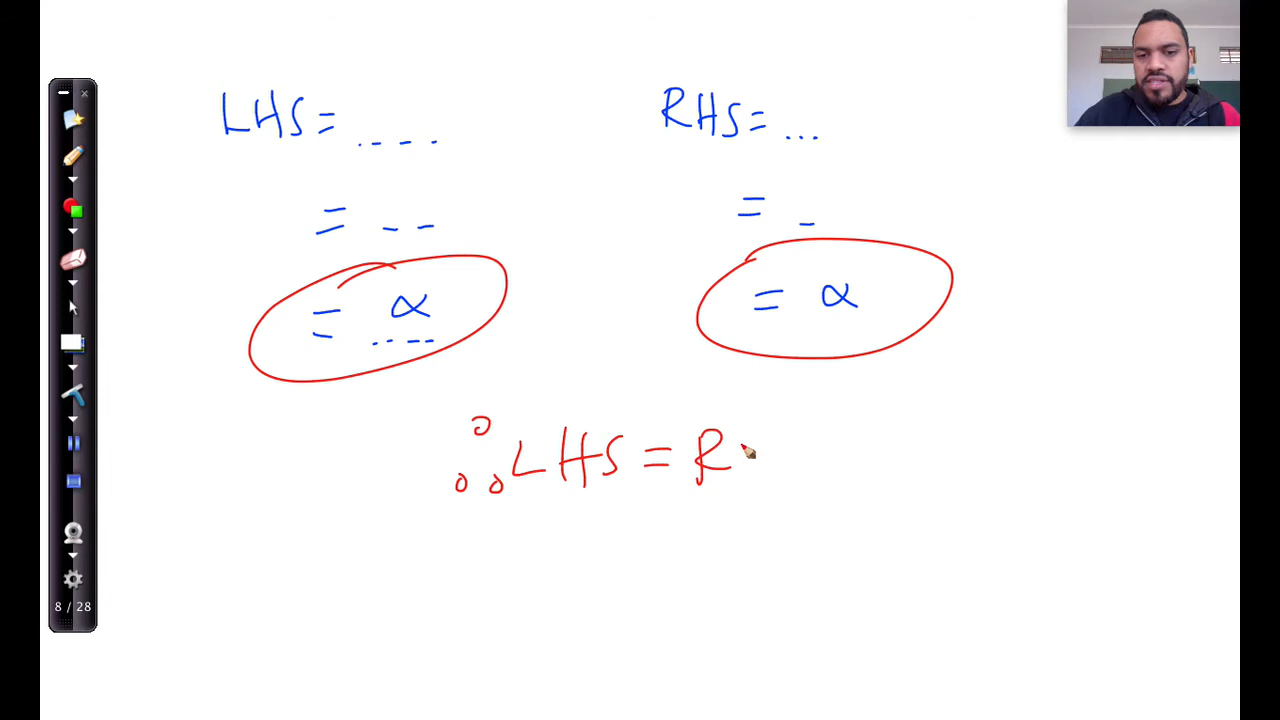 LHS = . - - .
= - -
= α
. . - -
RHS = ...
= -
= α
∴ LHS = R
8 / 28